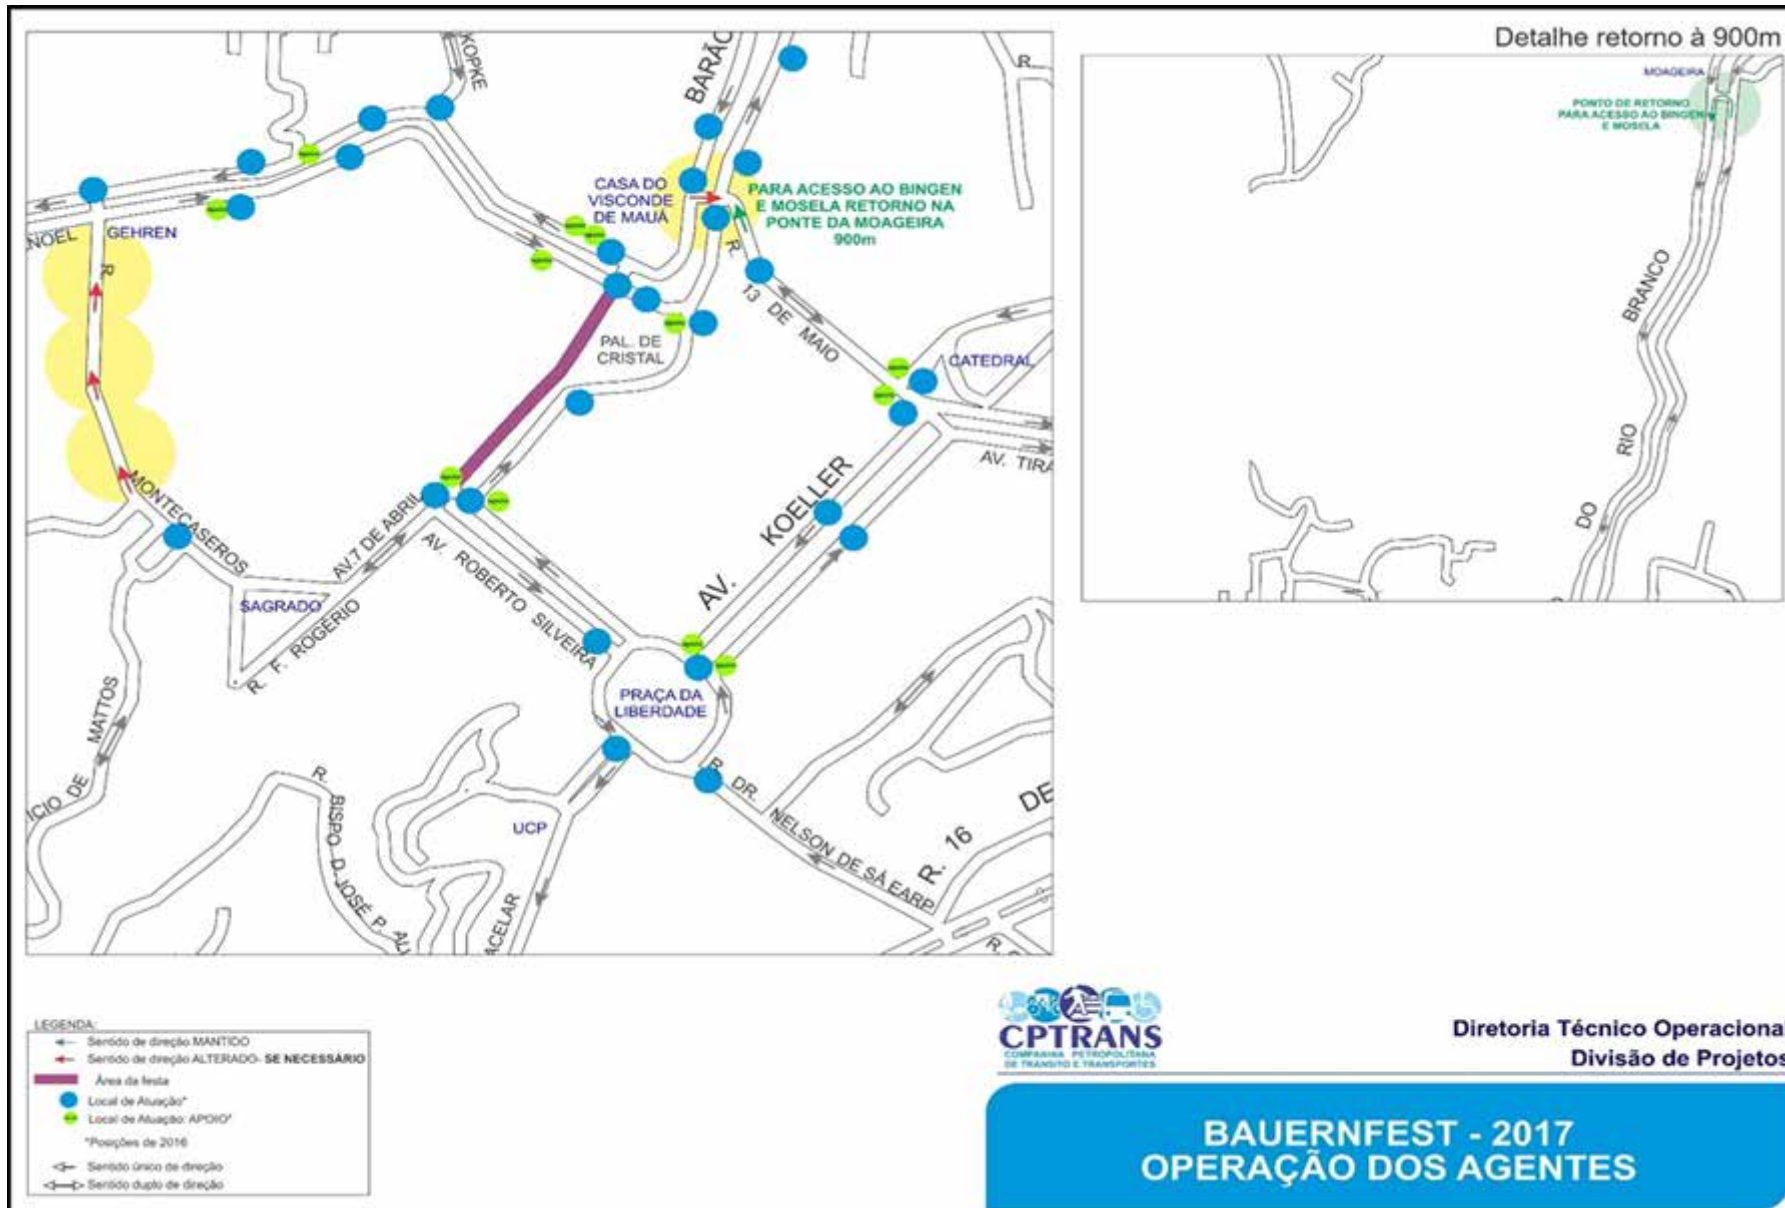 Detalhe retorno à 900m
KOPKE
BARÃO
R.
MOAGEIRA
PONTO DE RETORNO
PARA ACESSO AO BINGEN
E MOSELA
CASA DO
VISCONDE
DE MAUÁ
PARA ACESSO AO BINGEN
E MOSELA RETORNO NA
PONTE DA MOAGEIRA
900m
NOEL
GEHREN
R.
R.
13 DE MAIO
PAL. DE
CRISTAL
CATEDRAL
AV. TIRA
BRANCO
RIO
DO
MONTECASEROS
AV.7 DE ABRIL
AV. ROBERTO SILVEIRA
AV. KOELLER
SAGRADO
R. F. ROGÉRIO
PRAÇA DA
LIBERDADE
ICIO DE MATTOS
R.
BISPO D.JOSÉ P. AL
UCP
ACELAR
R. DR. NELSON DE SÁ EARP
R. 16 DE
R.
LEGENDA:
Sentido de direção MANTIDO
Sentido de direção ALTERADO- SE NECESSÁRIO
Área da festa
Local de Atuação*
Local de Atuação: APOIO*
*Posições de 2016
Sentido único de direção
Sentido duplo de direção
CPTRANS
COMPANHIA PETROPOLITANA
DE TRÂNSITO E TRANSPORTES
Diretoria Técnico Operaciona
Divisão de Projetos
BAUERNFEST - 2017
OPERAÇÃO DOS AGENTES